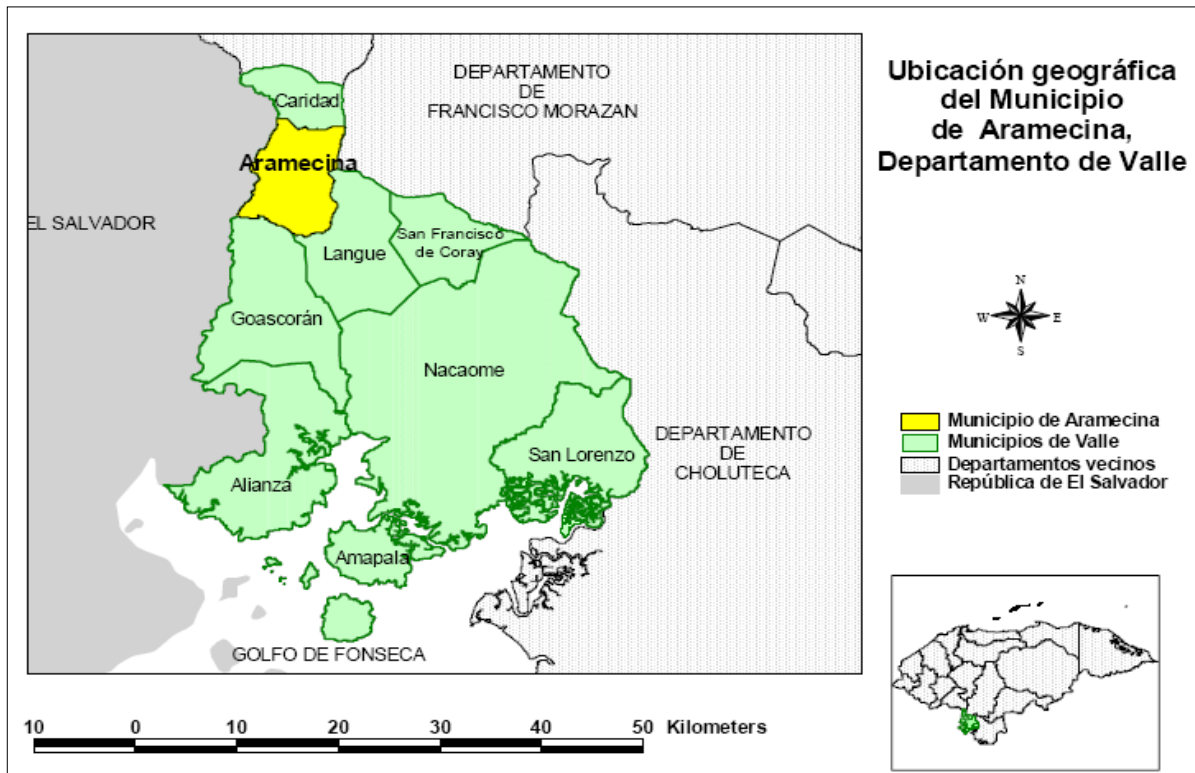 Ubicación geográfica
del Municipio
de Aramecina,
Departamento de Valle
DEPARTAMENTO
DE
FRANCISCO MORAZAN
Caridad
Aramecina
EL SALVADOR
San Francisco
de Coray
Langue
Goascorán
Nacaome
DEPARTAMENTO
DE
CHOLUTECA
San Lorenzo
Alianza
Amapala
GOLFO DE FONSECA
N
W E
S
Municipio de Aramecina
Municipios de Valle
Departamentos vecinos
República de El Salvador
10 0 10 20 30 40 50 Kilometers